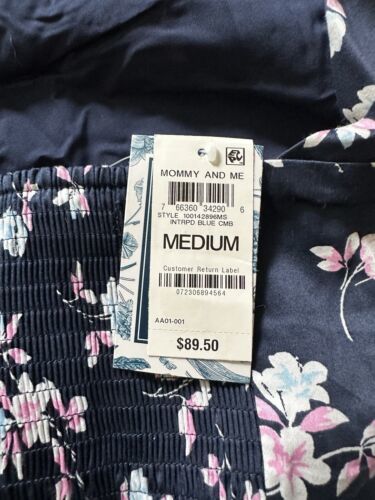 MOMMY AND ME
7 66360 34290 6
STYLE 100142896MS
INTRPD BLUE CMB
MEDIUM
Customer Return Label
072306894564
AA01-001
$89.50